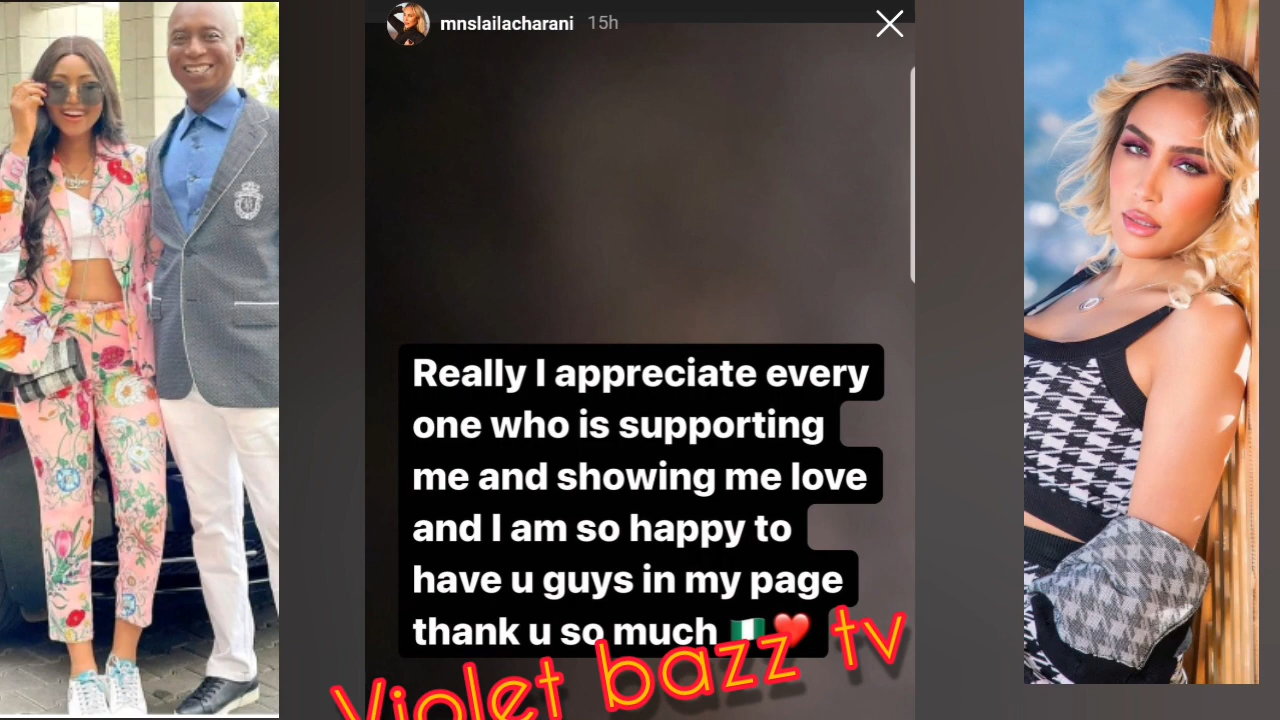 mnslailacharani 15h
Really I appreciate every
one who is supporting
me and showing me love
and I am so happy to
have u guys in my page
thank u so much 🇳🇬❤️
Violet bazz tv